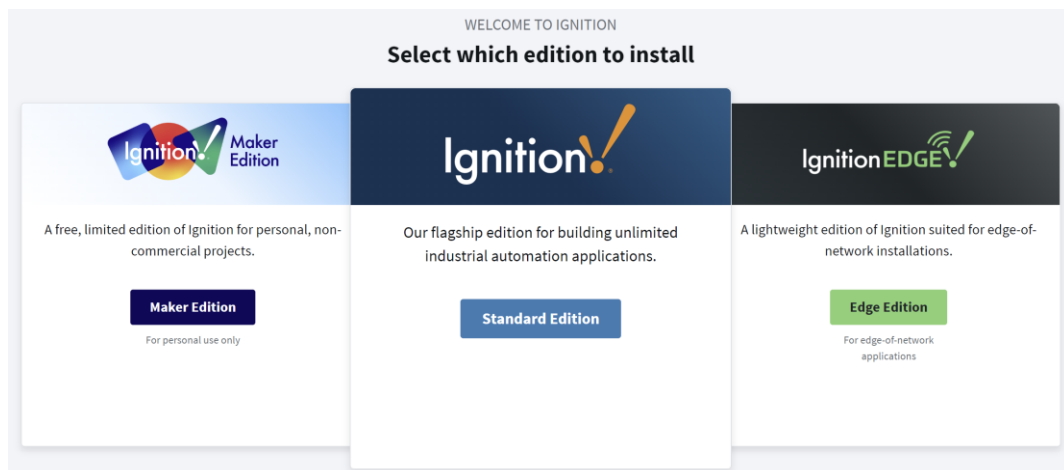 WELCOME TO IGNITION
Select which edition to install
Ignition!
Maker
Edition
A free, limited edition of Ignition for personal, non-
commercial projects.
Maker Edition
For personal use only
Ignition!
Our flagship edition for building unlimited
industrial automation applications.
Standard Edition
Ignition EDGE!
A lightweight edition of Ignition suited for edge-of-
network installations.
Edge Edition
For edge-of-network
applications